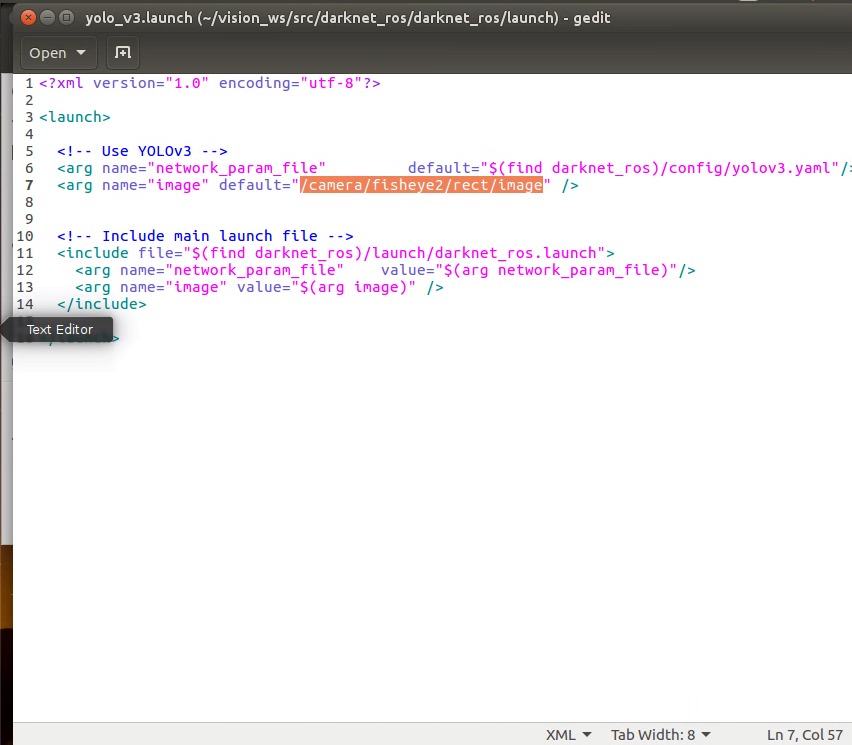 yolo_v3.launch (~/vision_ws/src/darknet_ros/darknet_ros/launch) - gedit
Open
1 <?xml version="1.0" encoding="utf-8"?>
2
3 <launch>
4
5   <!-- Use YOLOv3 -->
6   <arg name="network_param_file"         default="$(find darknet_ros)/config/yolov3.yaml"/>
7   <arg name="image" default="/camera/fisheye2/rect/image" />
8
9
10   <!-- Include main launch file -->
11   <include file="$(find darknet_ros)/launch/darknet_ros.launch">
12     <arg name="network_param_file"    value="$(arg network_param_file)"/>
13     <arg name="image" value="$(arg image)" />
14   </include>
Text Editor
XML Tab Width: 8 Ln 7, Col 57